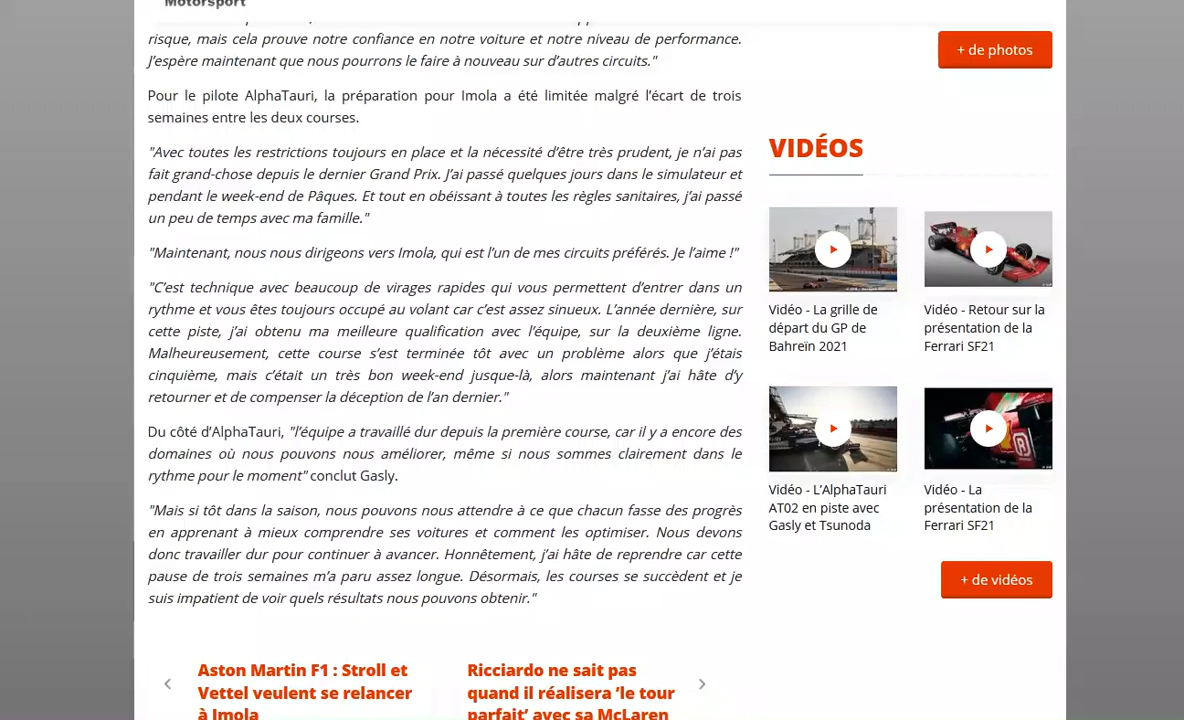 Motorsport
risque, mais cela prouve notre confiance en notre voiture et notre niveau de performance.
J’espère maintenant que nous pourrons le faire à nouveau sur d’autres circuits."
Pour le pilote AlphaTauri, la préparation pour Imola a été limitée malgré l’écart de trois
semaines entre les deux courses.
"Avec toutes les restrictions toujours en place et la nécessité d’être très prudent, je n’ai pas
fait grand-chose depuis le dernier Grand Prix. J’ai passé quelques jours dans le simulateur et
pendant le week-end de Pâques. Et tout en obéissant à toutes les règles sanitaires, j’ai passé
un peu de temps avec ma famille."
"Maintenant, nous nous dirigeons vers Imola, qui est l’un de mes circuits préférés. Je l’aime !"
"C’est technique avec beaucoup de virages rapides qui vous permettent d’entrer dans un
rythme et vous êtes toujours occupé au volant car c’est assez sinueux. L’année dernière, sur
cette piste, j’ai obtenu ma meilleure qualification avec l’équipe, sur la deuxième ligne.
Malheureusement, cette course s’est terminée tôt avec un problème alors que j’étais
cinquième, mais c’était un très bon week-end jusque-là, alors maintenant j’ai hâte d’y
retourner et de compenser la déception de l’an dernier."
Du côté d’AlphaTauri, "l’équipe a travaillé dur depuis la première course, car il y a encore des
domaines où nous pouvons nous améliorer, même si nous sommes clairement dans le
rythme pour le moment" conclut Gasly.
"Mais si tôt dans la saison, nous pouvons nous attendre à ce que chacun fasse des progrès
en apprenant à mieux comprendre ses voitures et comment les optimiser. Nous devons
donc travailler dur pour continuer à avancer. Honnêtement, j’ai hâte de reprendre car cette
pause de trois semaines m’a paru assez longue. Désormais, les courses se succèdent et je
suis impatient de voir quels résultats nous pouvons obtenir."
Aston Martin F1 : Stroll et
Vettel veulent se relancer
à Imola
Ricciardo ne sait pas
quand il réalisera ’le tour
parfait’ avec sa McLaren
+ de photos
VIDÉOS
Vidéo - La grille de
départ du GP de
Bahreïn 2021
Vidéo - Retour sur la
présentation de la
Ferrari SF21
Vidéo - L’AlphaTauri
AT02 en piste avec
Gasly et Tsunoda
Vidéo - La
présentation de la
Ferrari SF21
+ de vidéos